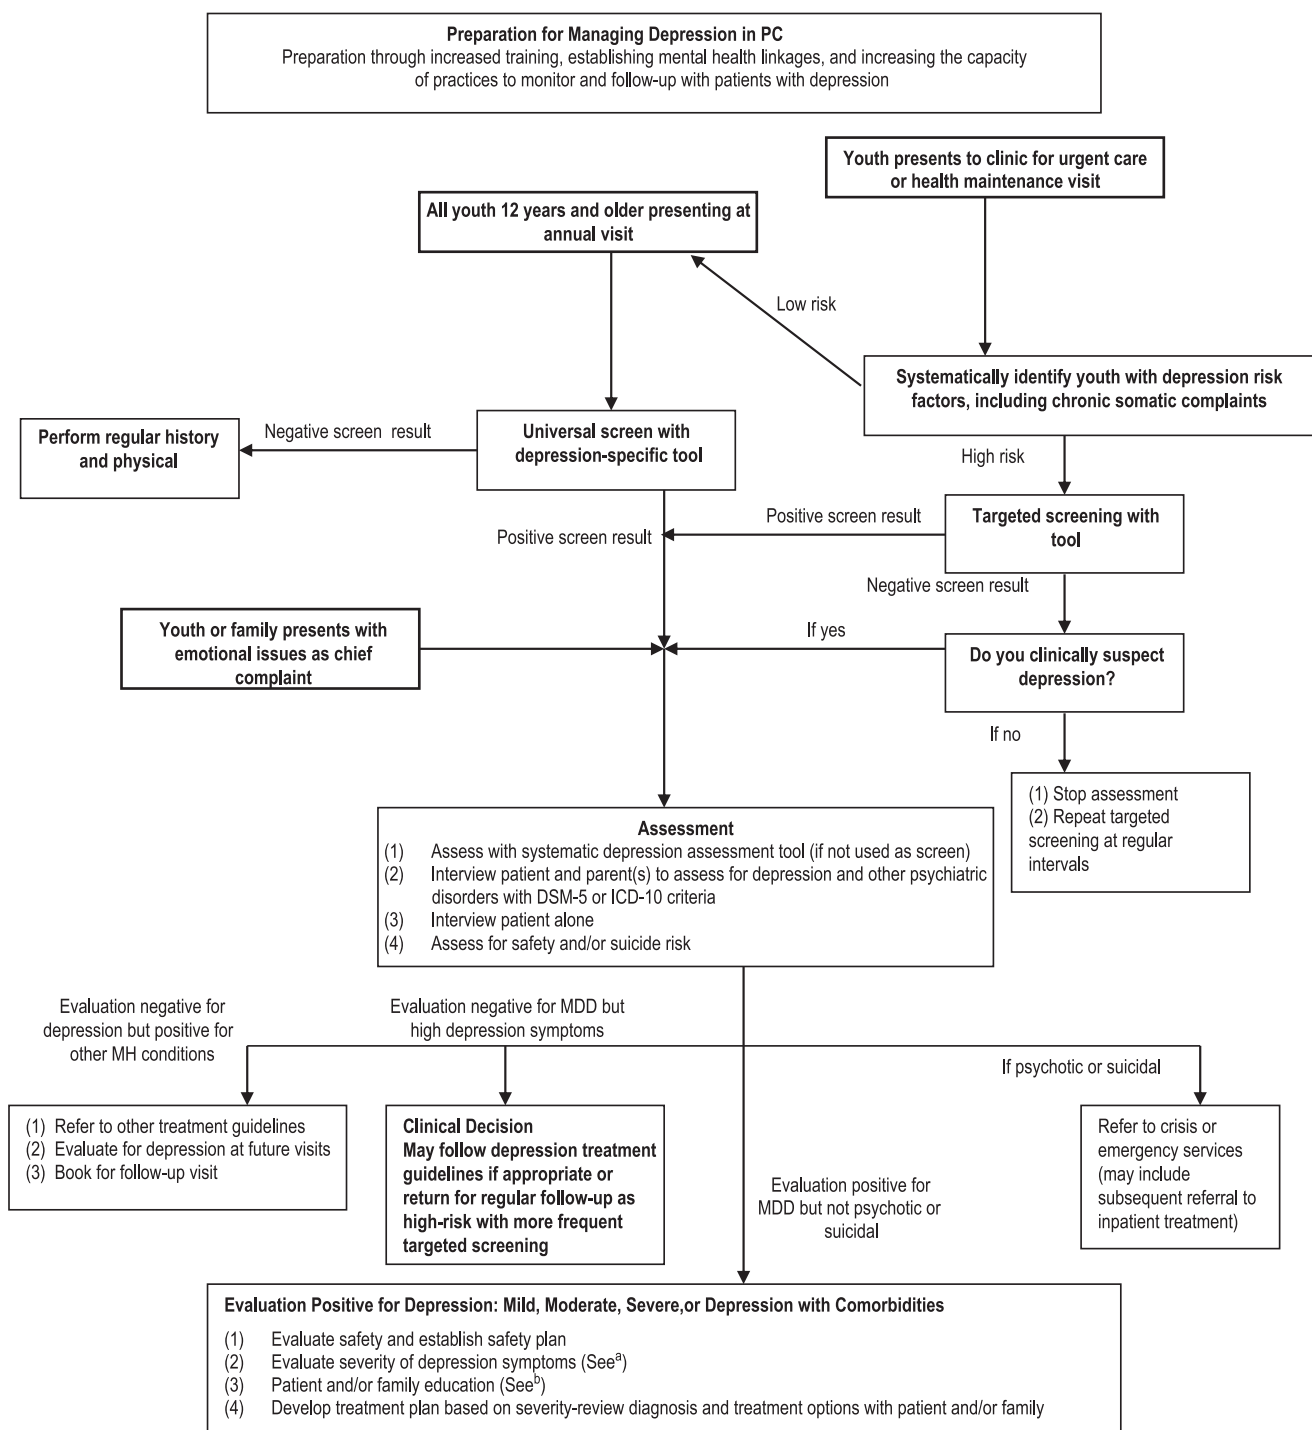 Preparation for Managing Depression in PC
Preparation through increased training, establishing mental health linkages, and increasing the capacity
of practices to monitor and follow-up with patients with depression
Youth presents to clinic for urgent care
or health maintenance visit
All youth 12 years and older presenting at
annual visit
Low risk
Systematically identify youth with depression risk
factors, including chronic somatic complaints
Perform regular history
and physical
Negative screen result
Universal screen with
depression-specific tool
High risk
Positive screen result
Positive screen result
Targeted screening with
tool
Negative screen result
Youth or family presents with
emotional issues as chief
complaint
If yes
Do you clinically suspect
depression?
If no
(1) Stop assessment
(2) Repeat targeted
screening at regular
intervals
Assessment
(1) Assess with systematic depression assessment tool (if not used as screen)
(2) Interview patient and parent(s) to assess for depression and other psychiatric
disorders with DSM-5 or ICD-10 criteria
(3) Interview patient alone
(4) Assess for safety and/or suicide risk
Evaluation negative for
depression but positive for
other MH conditions
Evaluation negative for MDD but
high depression symptoms
If psychotic or suicidal
(1) Refer to other treatment guidelines
(2) Evaluate for depression at future visits
(3) Book for follow-up visit
Clinical Decision
May follow depression treatment
guidelines if appropriate or
return for regular follow-up as
high-risk with more frequent
targeted screening
Evaluation positive for
MDD but not psychotic or
suicidal
Refer to crisis or
emergency services
(may include
subsequent referral to
inpatient treatment)
Evaluation Positive for Depression: Mild, Moderate, Severe,or Depression with Comorbidities
(1) Evaluate safety and establish safety plan
(2) Evaluate severity of depression symptoms (See a)
(3) Patient and/or family education (See b)
(4) Develop treatment plan based on severity-review diagnosis and treatment options with patient and/or family